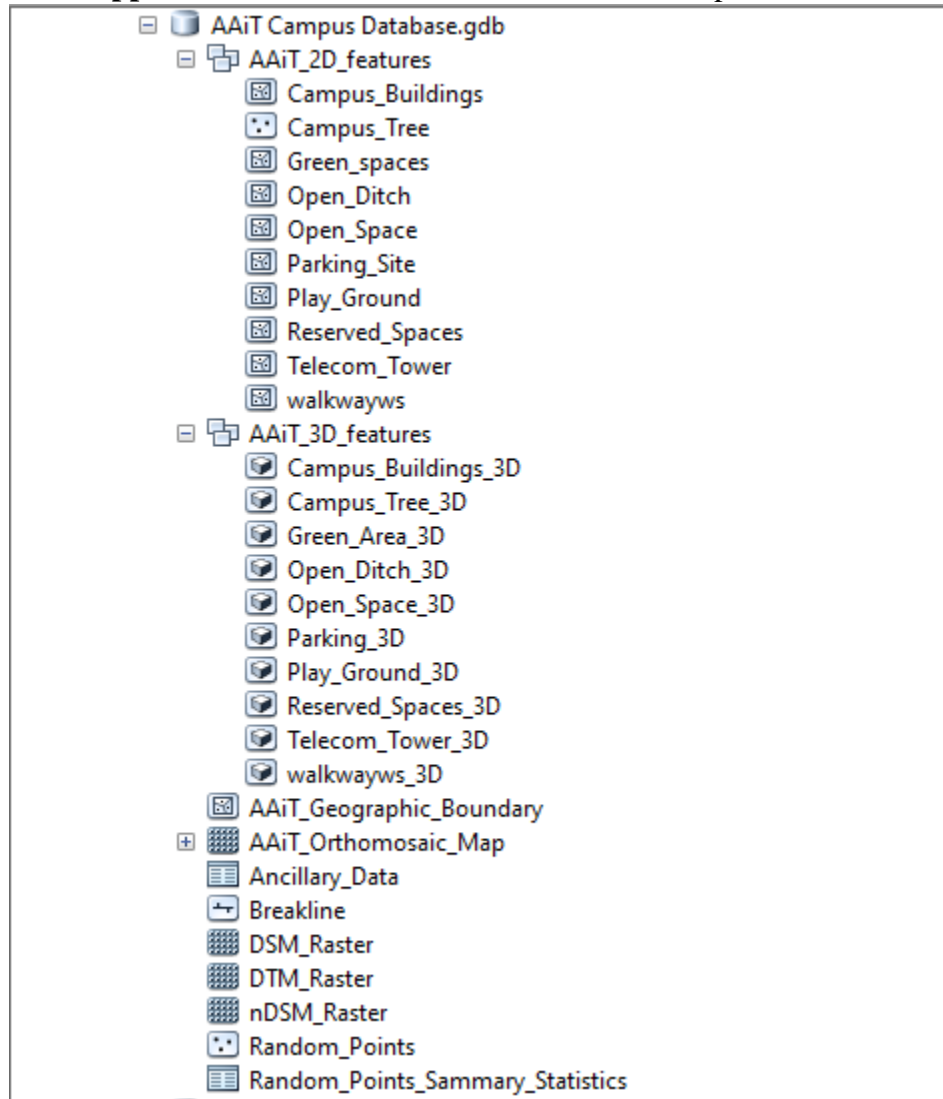 AAiT Campus Database.gdb
AAiT_2D_features
Campus_Buildings
Campus_Tree
Green_spaces
Open_Ditch
Open_Space
Parking_Site
Play_Ground
Reserved_Spaces
Telecom_Tower
walkwayws
AAiT_3D_features
Campus_Buildings_3D
Campus_Tree_3D
Green_Area_3D
Open_Ditch_3D
Open_Space_3D
Parking_3D
Play_Ground_3D
Reserved_Spaces_3D
Telecom_Tower_3D
walkwayws_3D
AAiT_Geographic_Boundary
AAiT_Orthomosaic_Map
Ancillary_Data
Breakline
DSM_Raster
DTM_Raster
nDSM_Raster
Random_Points
Random_Points_Sammary_Statistics